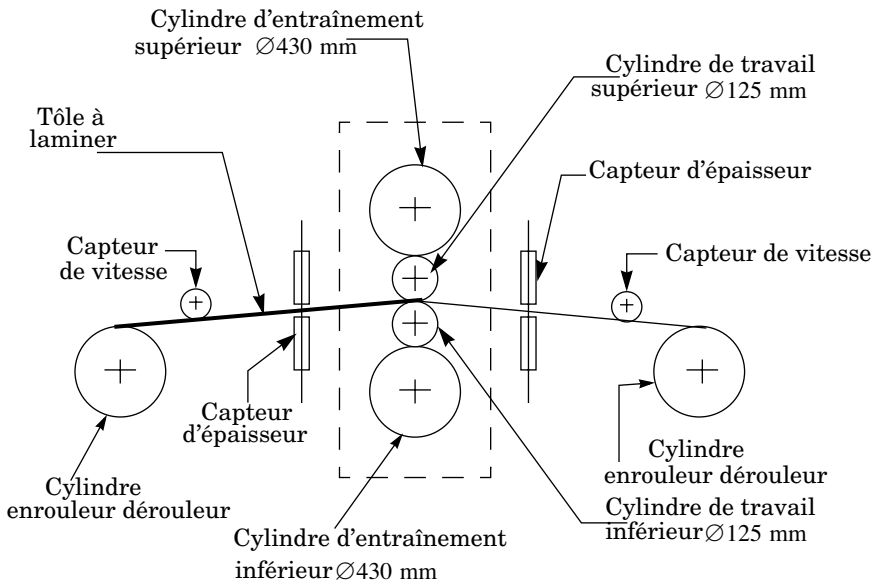 Cylindre d'entraînement
supérieur ∅430 mm
Cylindre de travail
supérieur ∅125 mm
Tôle à
laminer
Capteur d'épaisseur
Capteur
de vitesse
Capteur de vitesse
Capteur
d'épaisseur
Cylindre
enrouleur dérouleur
Cylindre
enrouleur dérouleur
Cylindre de travail
inférieur∅125 mm
Cylindre d'entraînement
inférieur∅430 mm